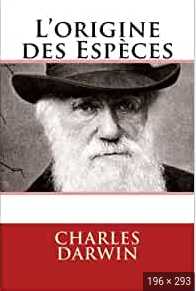 L'ORIGINE
DES ESPÈCES
CHARLES
DARWIN
196 × 293